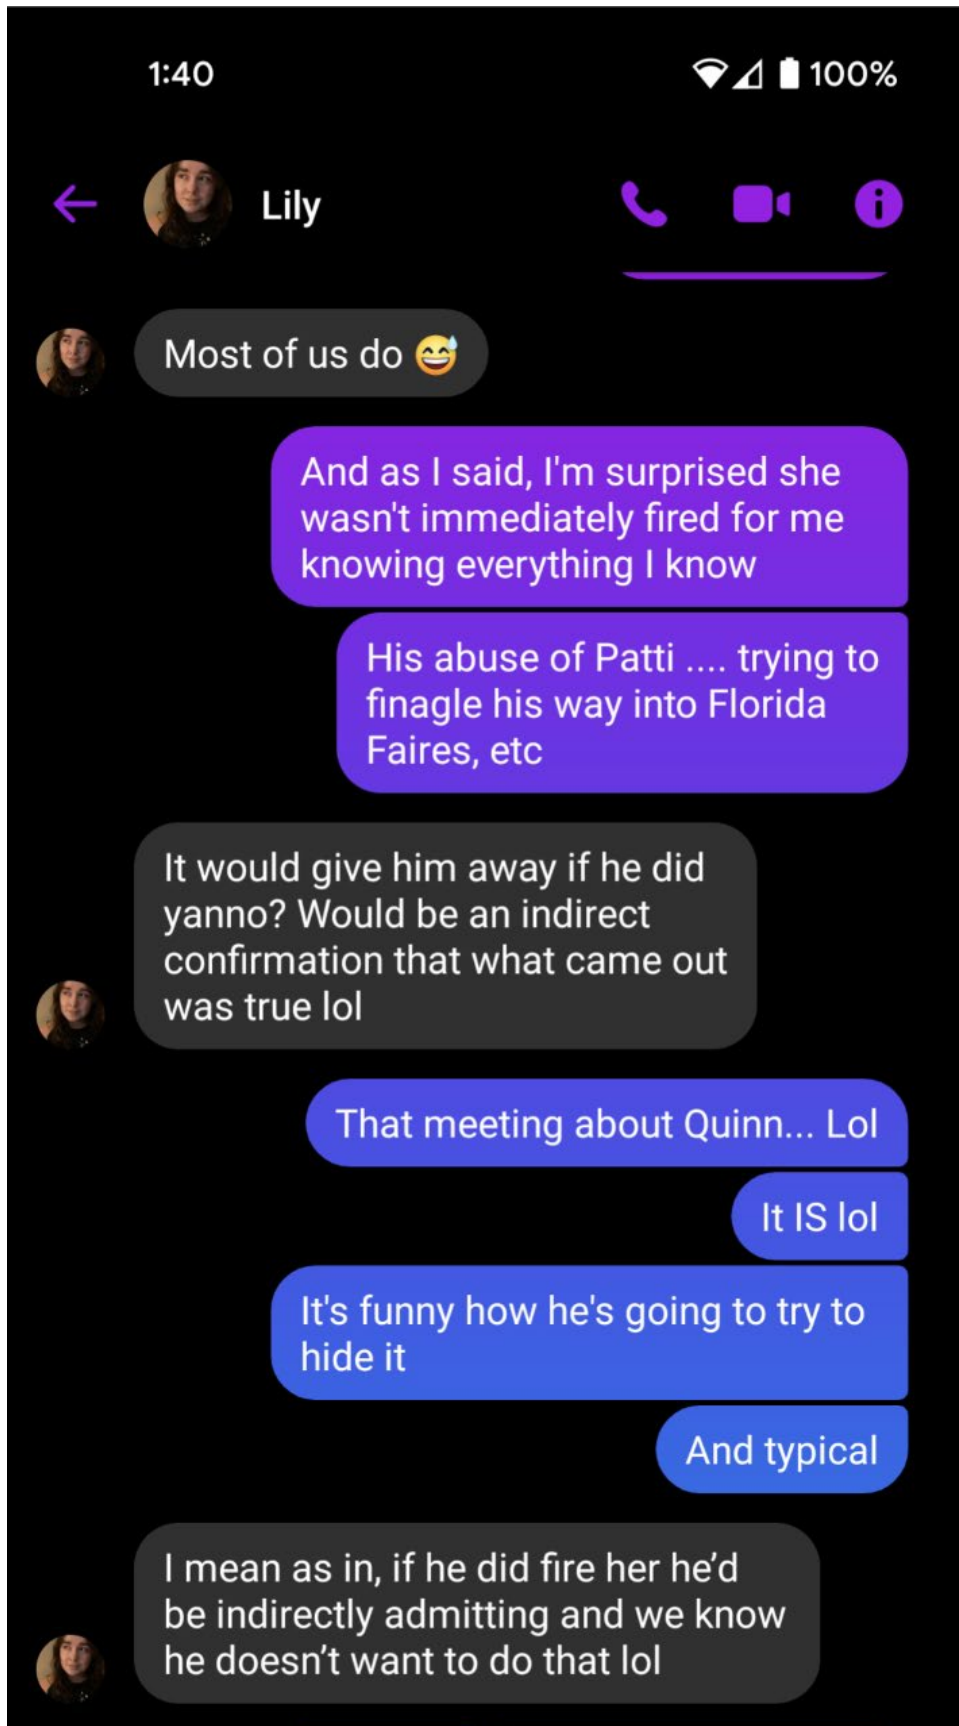 1:40
100%
Lily
Most of us do 😅
And as I said, I'm surprised she
wasn't immediately fired for me
knowing everything I know
His abuse of Patti .... trying to
finagle his way into Florida
Faires, etc
It would give him away if he did
yanno? Would be an indirect
confirmation that what came out
was true lol
That meeting about Quinn... Lol
It IS lol
It's funny how he's going to try to
hide it
And typical
I mean as in, if he did fire her he’d
be indirectly admitting and we know
he doesn’t want to do that lol